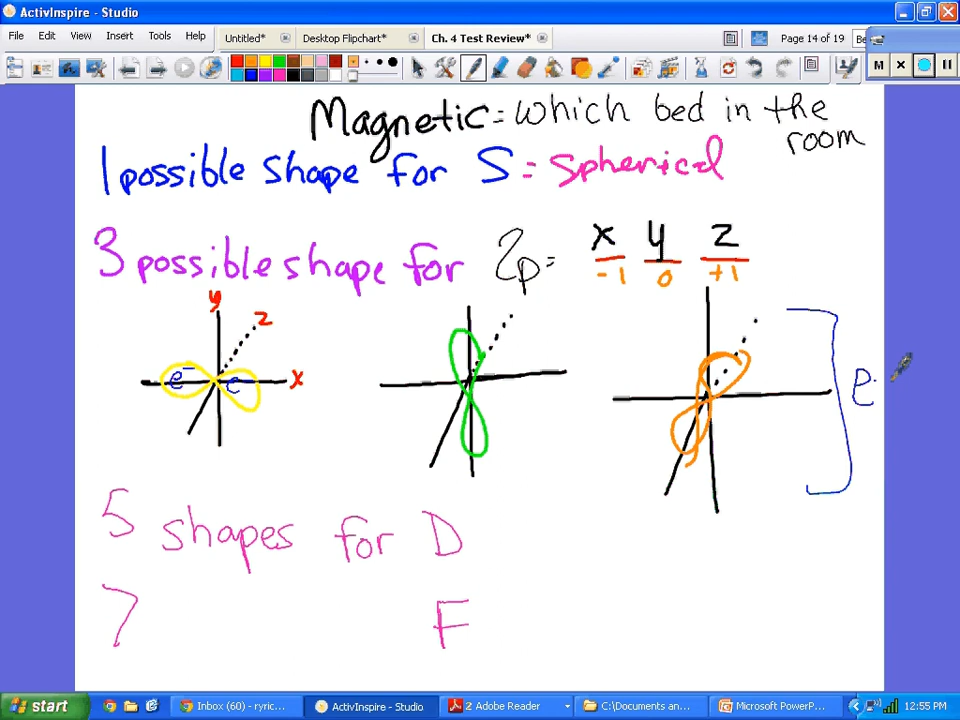 ActivInspire - Studio
File Edit View Insert Tools Help
Untitled* Desktop Flipchart* Ch. 4 Test Review* Page 14 of 19 Be
M
Magnetic = which bed in the
room
1 possible shape for S = spherical
3 possible shape for 2p = x y z
-1 0 +1
y
z
e- e x
e-
5 shapes for D
7 F
start Inbox (60) - ryric... ActivInspire - Studio 2 Adobe Reader C:\Documents an... Microsoft PowerP... 12:55 PM